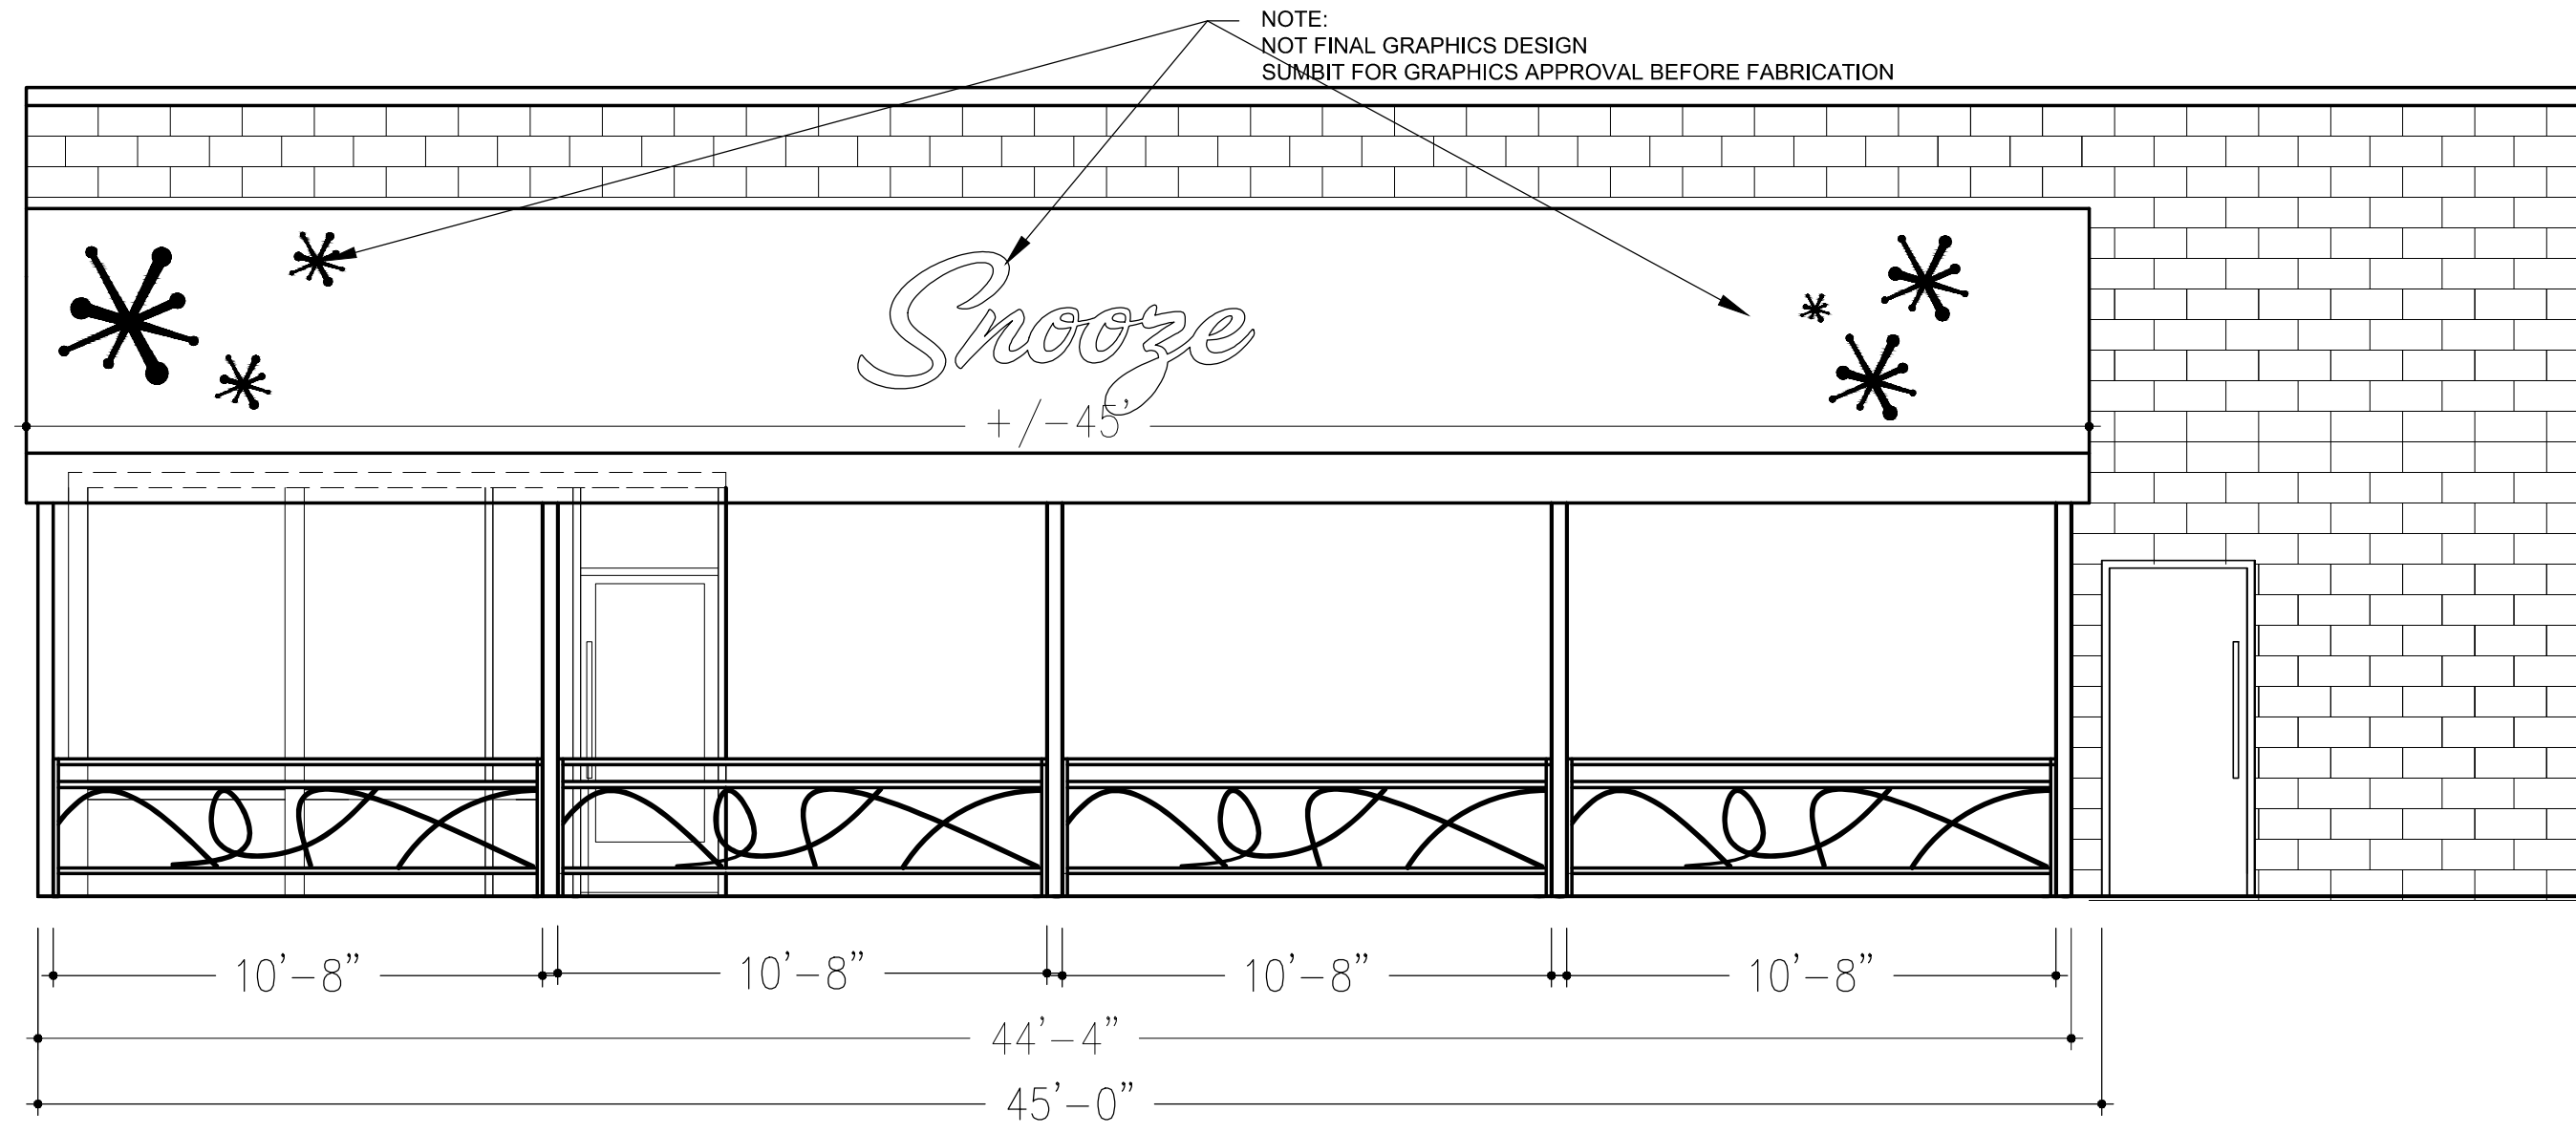 NOTE:
NOT FINAL GRAPHICS DESIGN
SUMBIT FOR GRAPHICS APPROVAL BEFORE FABRICATION
Snooze
+/-45'
10'-8" 10'-8" 10'-8" 10'-8"
44'-4"
45'-0"